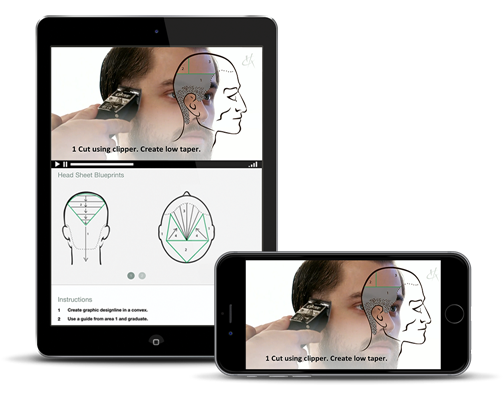 1 Cut using clipper. Create low taper.
Head Sheet Blueprints
Instructions
1 Create graphic designline in a convex.
2 Use a guide from area 1 and graduate.
1 Cut using clipper. Create low taper.